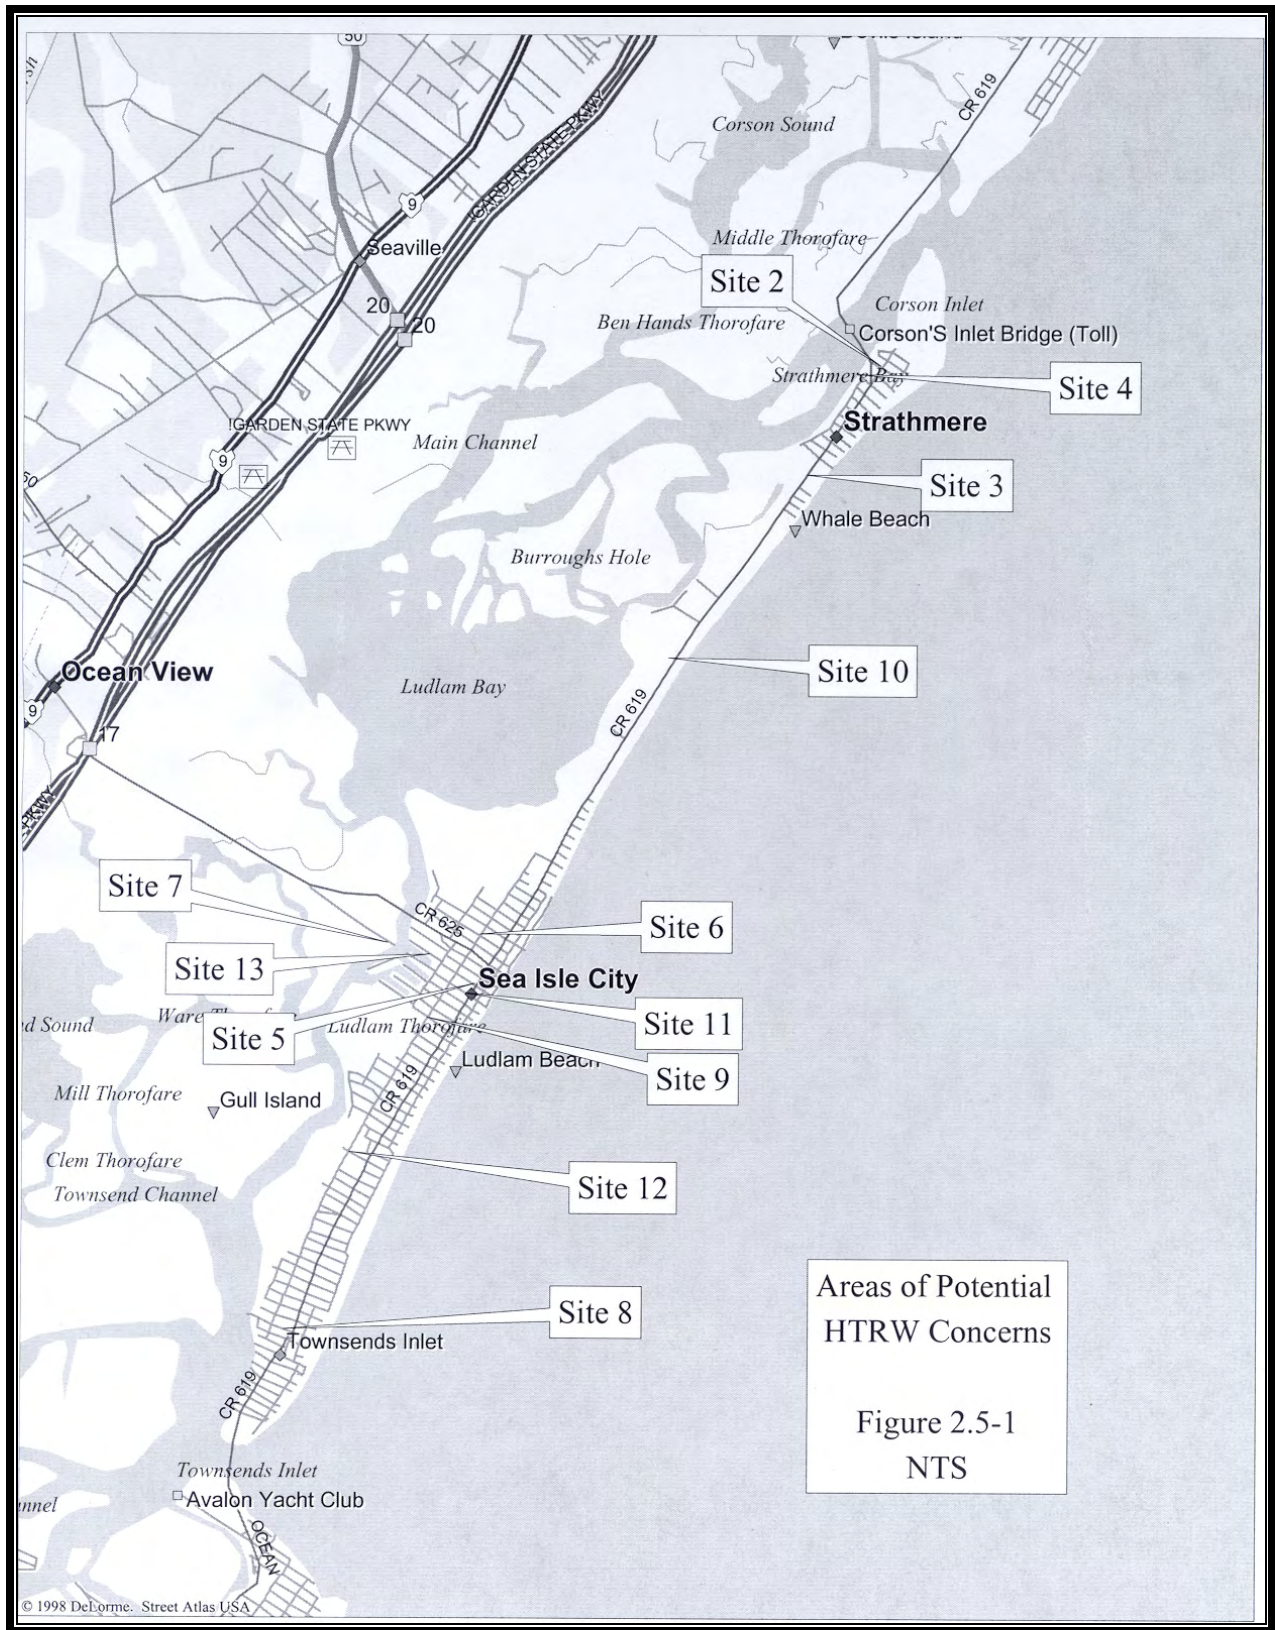 50
CR 619
Corson Sound
!GARDEN STATE PKWY
9
Seaville
Middle Thorofare
Site 2
20
20
Corson Inlet
Ben Hands Thorofare
Corson'S Inlet Bridge (Toll)
Strathmere Bay
Site 4
Strathmere
!GARDEN STATE PKWY
Main Channel
9
Site 3
Whale Beach
Burroughs Hole
Ocean View
Site 10
Ludlam Bay
9
CR 619
17
PKWY
Site 7
CR 625
Site 6
Site 13
Sea Isle City
Site 11
d Sound
Ludlam Thorofare
Site 5
Ludlam Beach
Site 9
Mill Thorofare
Gull Island
CR 619
Clem Thorofare
Townsend Channel
Site 12
Areas of Potential
HTRW Concerns
Site 8
Townsends Inlet
CR 619
Figure 2.5-1
NTS
Townsends Inlet
Avalon Yacht Club
nnel
OCEAN
© 1998 DeLorme. Street Atlas USA